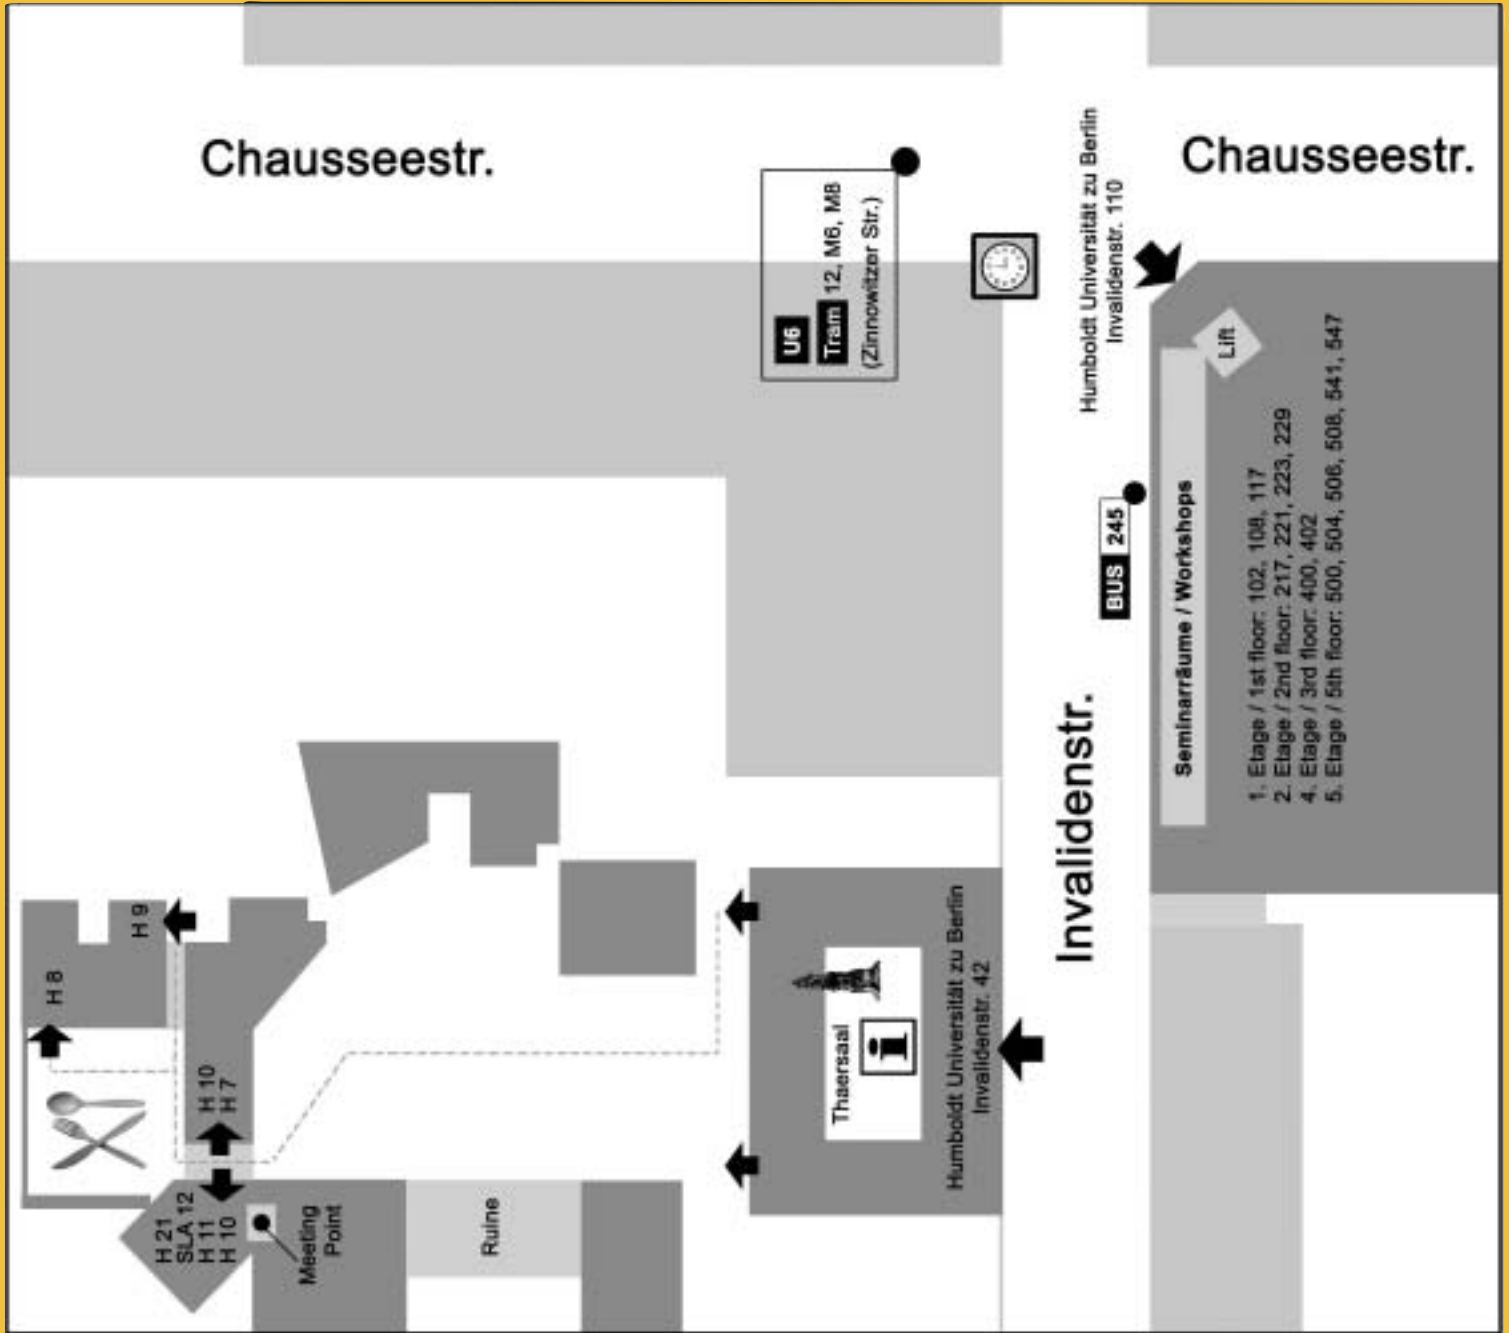 Chausseestr.
Chausseestr.
U6
Tram 12, M6, M8
(Zinnowitzer Str.)
Humboldt Universität zu Berlin
Invalidenstr. 110
Lift
BUS 245
Seminarräume / Workshops
1. Etage / 1st floor: 102, 108, 117
2. Etage / 2nd floor: 217, 221, 223, 229
4. Etage / 3rd floor: 400, 402
5. Etage / 5th floor: 500, 504, 506, 508, 541, 547
Invalidenstr.
H 9
H 8
H 10
H 7
Thaersaal
i
Humboldt Universität zu Berlin
Invalidenstr. 42
H 21
SLA 12
H 11
H 10
Meeting
Point
Ruine